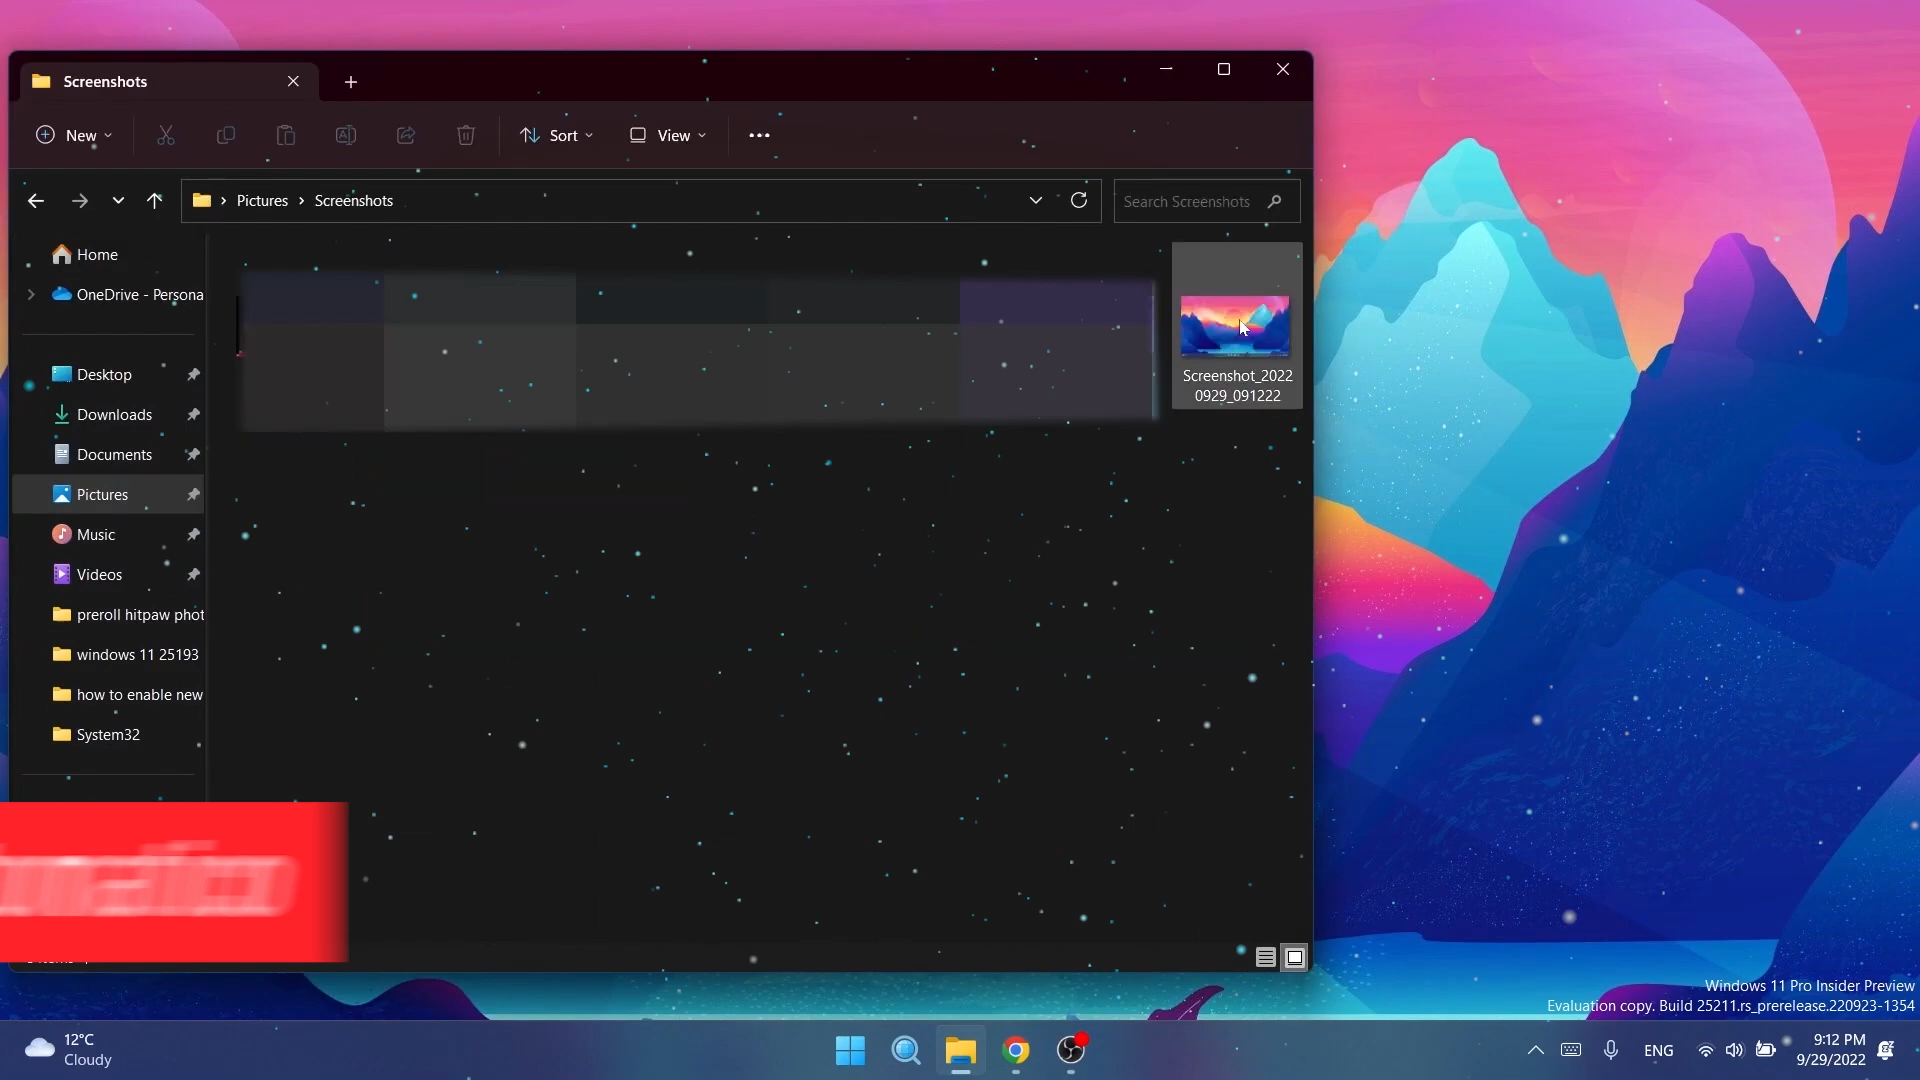 Screenshots
New
Sort
View
Pictures
Screenshots
Search Screenshots
Home
OneDrive - Persona
Desktop
Downloads
Documents
Pictures
Music
Videos
preroll hitpaw phot
windows 11 25193
how to enable new
System32
Screenshot_2022
0929_091222
Windows 11 Pro Insider Preview
Evaluation copy. Build 25211.rs_prerelease.220923-1354
12°C
Cloudy
ENG
9:12 PM
9/29/2022